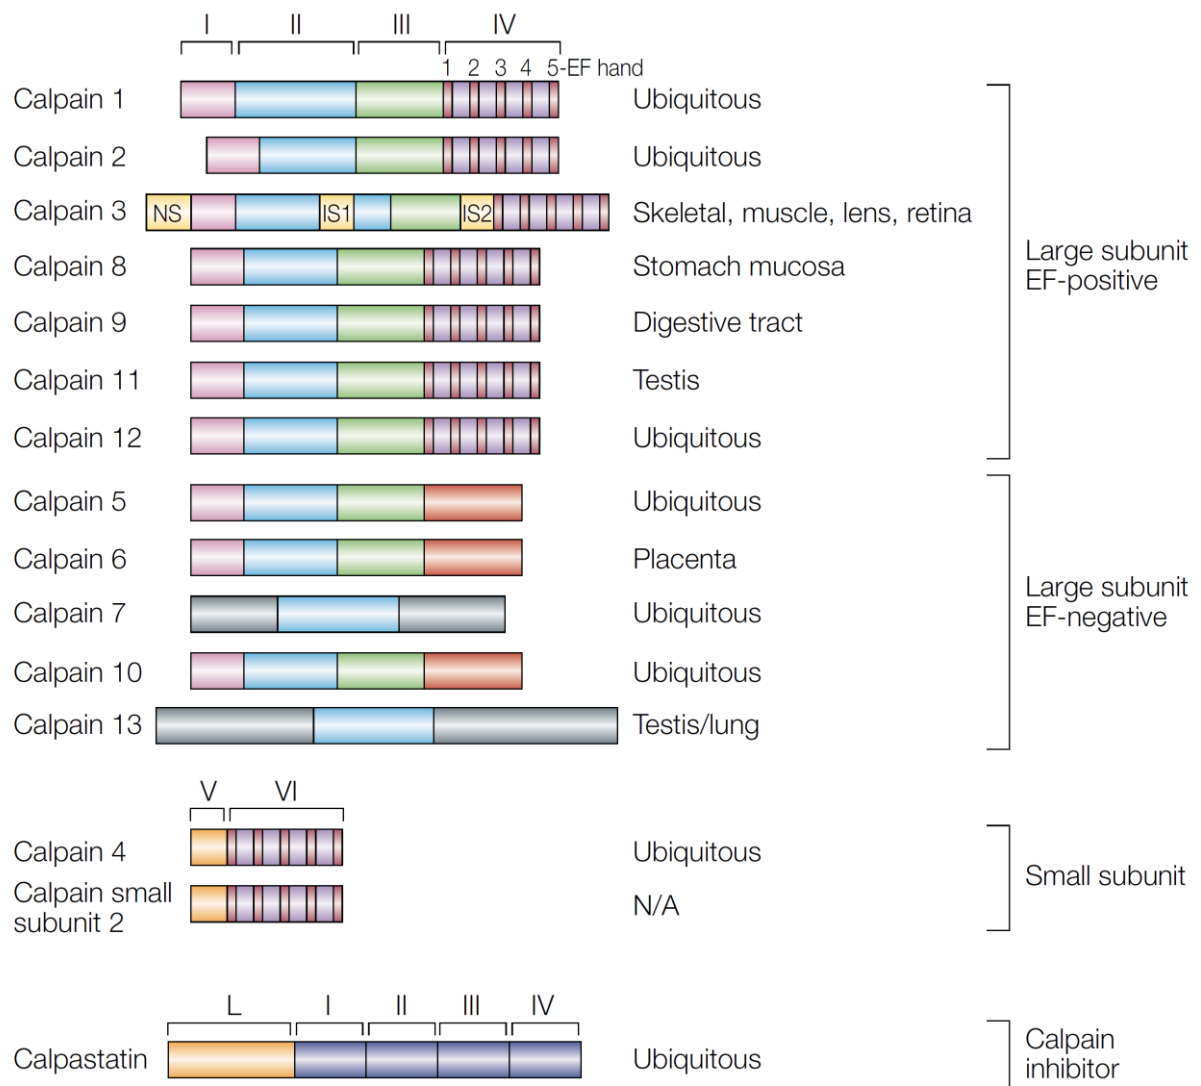 I II III IV
1 2 3 4 5-EF hand
Calpain 1 Ubiquitous
Calpain 2 Ubiquitous
Calpain 3 NS IS1 IS2 Skeletal, muscle, lens, retina
Calpain 8 Stomach mucosa
Calpain 9 Digestive tract
Calpain 11 Testis
Calpain 12 Ubiquitous
Large subunit
EF-positive
Calpain 5 Ubiquitous
Calpain 6 Placenta
Calpain 7 Ubiquitous
Calpain 10 Ubiquitous
Calpain 13 Testis/lung
Large subunit
EF-negative
V VI
Calpain 4 Ubiquitous
Calpain small
subunit 2 N/A
Small subunit
L I II III IV
Calpastatin Ubiquitous
Calpain
inhibitor